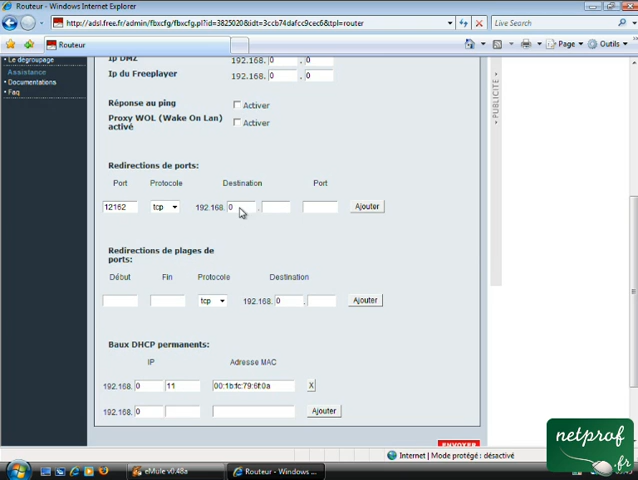 Routeur - Windows Internet Explorer
http://adsl.free.fr/admin/fbxcfg/fbxcfg.pl?id=3825020&idt=3ccb74dafcc9cec6&tpl=router
Live Search
Routeur
Page
Outils
Le dégroupage
Assistance
Documentations
Faq
Ip DMZ
192.168. 0 . 0
Ip du Freeplayer
192.168. 0 . 0
Réponse au ping
Activer
Proxy WOL (Wake On Lan) activé
Activer
PUBLICITE
Redirections de ports:
Port Protocole Destination Port
12162 tcp 192.168. 0 . Ajouter
Redirections de plages de
ports:
Début Fin Protocole Destination
tcp 192.168. 0 . Ajouter
Baux DHCP permanents:
IP Adresse MAC
192.168. 0 11 00:1b:fc:79:6f:0a X
192.168. 0 Ajouter
ENVOYER
Internet | Mode protégé : désactivé
eMule v0.48a
Routeur - Windows ...
netprof
.fr